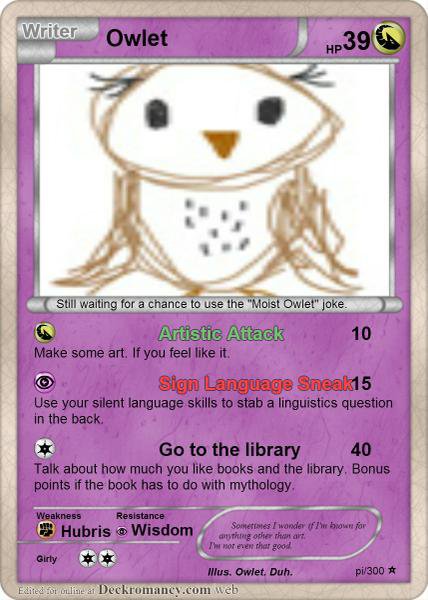 Writer
Owlet
HP39
Still waiting for a chance to use the "Moist Owlet" joke.
Artistic Attack 10
Make some art. If you feel like it.
Sign Language Sneak 15
Use your silent language skills to stab a linguistics question
in the back.
Go to the library 40
Talk about how much you like books and the library. Bonus
points if the book has to do with mythology.
Weakness Resistance
Hubris Wisdom
Girly
Sometimes I wonder if I'm known for
anything other than art.
I'm not even that good.
Illus. Owlet. Duh.
pi/300
Edited for online at Deckromancy.com web